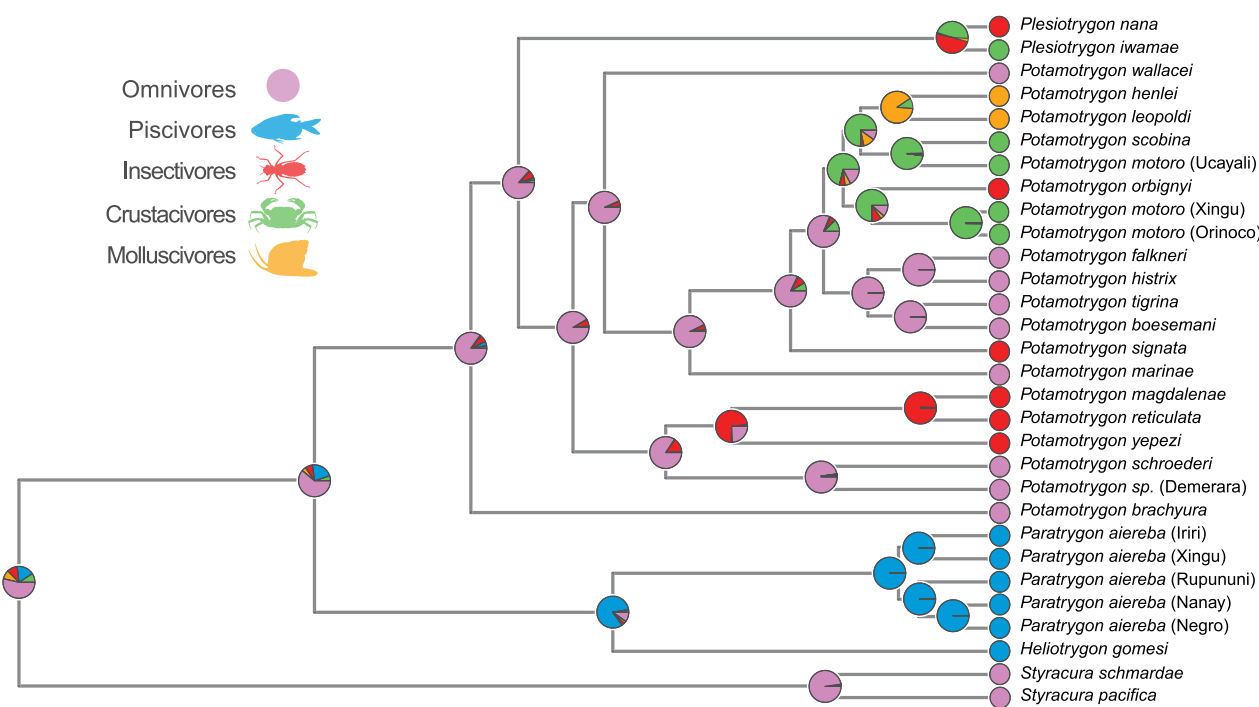 Omnivores
Piscivores
Insectivores
Crustacivores
Molluscivores
Plesiotrygon nana
Plesiotrygon iwamae
Potamotrygon wallacei
Potamotrygon henlei
Potamotrygon leopoldi
Potamotrygon scobina
Potamotrygon motoro (Ucayali)
Potamotrygon orbignyi
Potamotrygon motoro (Xingu)
Potamotrygon motoro (Orinoco)
Potamotrygon falkneri
Potamotrygon histrix
Potamotrygon tigrina
Potamotrygon boesemani
Potamotrygon signata
Potamotrygon marinae
Potamotrygon magdalenae
Potamotrygon reticulata
Potamotrygon yepezi
Potamotrygon schroederi
Potamotrygon sp. (Demerara)
Potamotrygon brachyura
Paratrygon aiereba (Iriri)
Paratrygon aiereba (Xingu)
Paratrygon aiereba (Rupununi)
Paratrygon aiereba (Nanay)
Paratrygon aiereba (Negro)
Heliotrygon gomesi
Styracura schmardae
Styracura pacifica